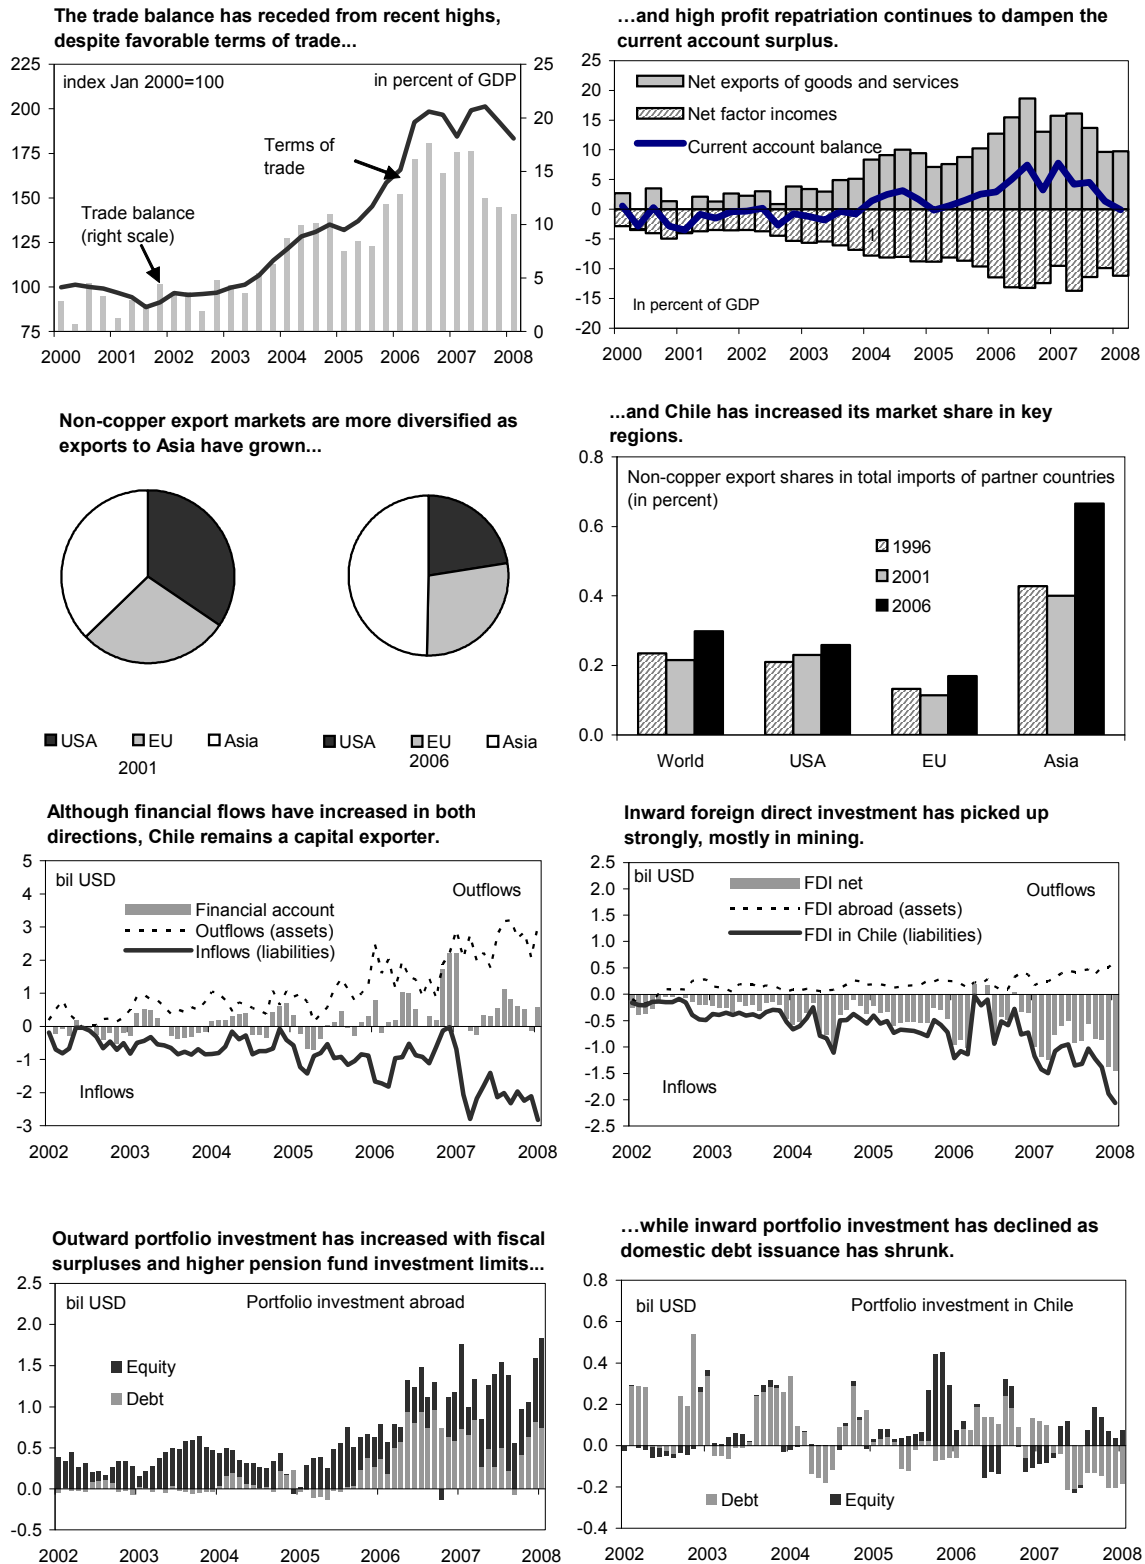 The trade balance has receded from recent highs,
despite favorable terms of trade...
225
200
175
150
125
100
75
index Jan 2000=100
in percent of GDP
25
20
15
10
5
0
Terms of
trade
Trade balance
(right scale)
2000 2001 2002 2003 2004 2005 2006 2007 2008
…and high profit repatriation continues to dampen the
current account surplus.
25
20
15
10
5
0
-5
-10
-15
-20
Net exports of goods and services
Net factor incomes
Current account balance
1
In percent of GDP
2000 2001 2002 2003 2004 2005 2006 2007 2008
Non-copper export markets are more diversified as
exports to Asia have grown...
USA EU Asia
2001
USA EU Asia
2006
...and Chile has increased its market share in key
regions.
0.8
0.6
0.4
0.2
0.0
Non-copper export shares in total imports of partner countries
(in percent)
1996
2001
2006
World USA EU Asia
Although financial flows have increased in both
directions, Chile remains a capital exporter.
5
4
3
2
1
0
-1
-2
-3
bil USD
Outflows
Financial account
Outflows (assets)
Inflows (liabilities)
Inflows
2002 2003 2004 2005 2006 2007 2008
Inward foreign direct investment has picked up
strongly, mostly in mining.
2.5
2.0
1.5
1.0
0.5
0.0
-0.5
-1.0
-1.5
-2.0
-2.5
bil USD
FDI net
Outflows
FDI abroad (assets)
FDI in Chile (liabilities)
Inflows
2002 2003 2004 2005 2006 2007 2008
Outward portfolio investment has increased with fiscal
surpluses and higher pension fund investment limits...
2.5
2.0
1.5
1.0
0.5
0.0
-0.5
bil USD
Portfolio investment abroad
Equity
Debt
2002 2003 2004 2005 2006 2007 2008
…while inward portfolio investment has declined as
domestic debt issuance has shrunk.
0.8
0.6
0.4
0.2
0.0
-0.2
-0.4
bil USD
Portfolio investment in Chile
Debt Equity
2002 2003 2004 2005 2006 2007 2008